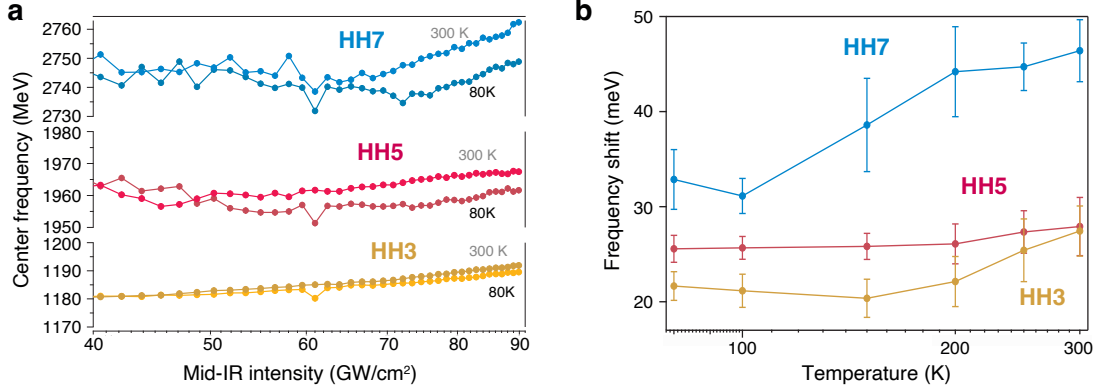 a
2760
2750
2740
2730
1980
1970
1960
1950
1200
1190
1180
1170
Center frequency (MeV)
HH7
300 K
80K
HH5
300 K
80K
HH3
300 K
80K
40
50
60
70
80
90
Mid-IR intensity (GW/cm²)
b
50
40
30
20
Frequency shift (meV)
HH7
HH5
HH3
100
200
300
Temperature (K)